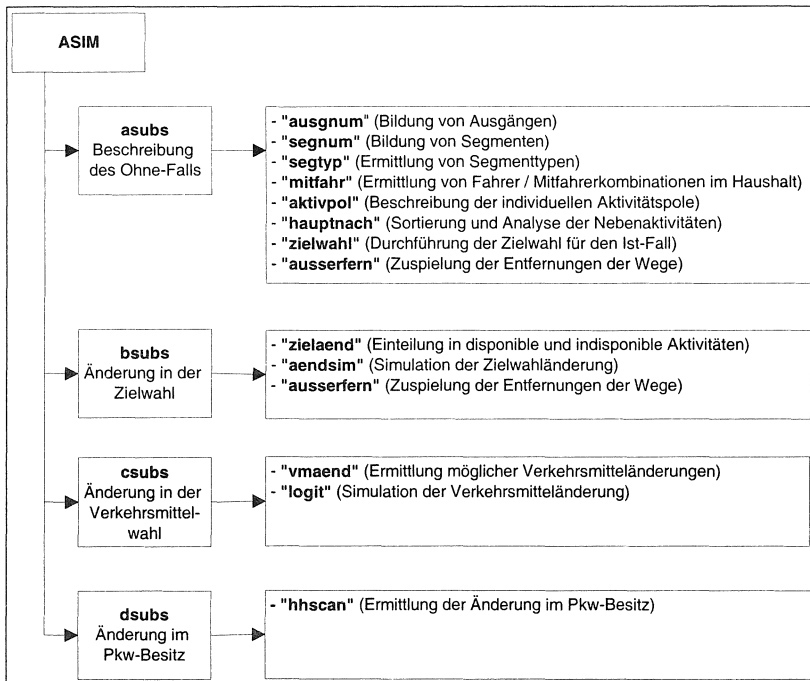 ASIM
asubs
Beschreibung
des Ohne-Falls
- "ausgnum" (Bildung von Ausgängen)
- "segnum" (Bildung von Segmenten)
- "segtyp" (Ermittlung von Segmenttypen)
- "mitfahr" (Ermittlung von Fahrer / Mitfahrerkombinationen im Haushalt)
- "aktivpol" (Beschreibung der individuellen Aktivitätspole)
- "hauptnach" (Sortierung und Analyse der Nebenaktivitäten)
- "zielwahl" (Durchführung der Zielwahl für den Ist-Fall)
- "ausserfern" (Zuspielung der Entfernungen der Wege)
bsubs
Änderung in der
Zielwahl
- "zielaend" (Einteilung in disponible und indisponible Aktivitäten)
- "aendsim" (Simulation der Zielwahländerung)
- "ausserfern" (Zuspielung der Entfernungen der Wege)
csubs
Änderung in der
Verkehrsmittel-
wahl
- "vmaend" (Ermittlung möglicher Verkehrsmitteländerungen)
- "logit" (Simulation der Verkehrsmitteländerung)
dsubs
Änderung im
Pkw-Besitz
- "hhscan" (Ermittlung der Änderung im Pkw-Besitz)